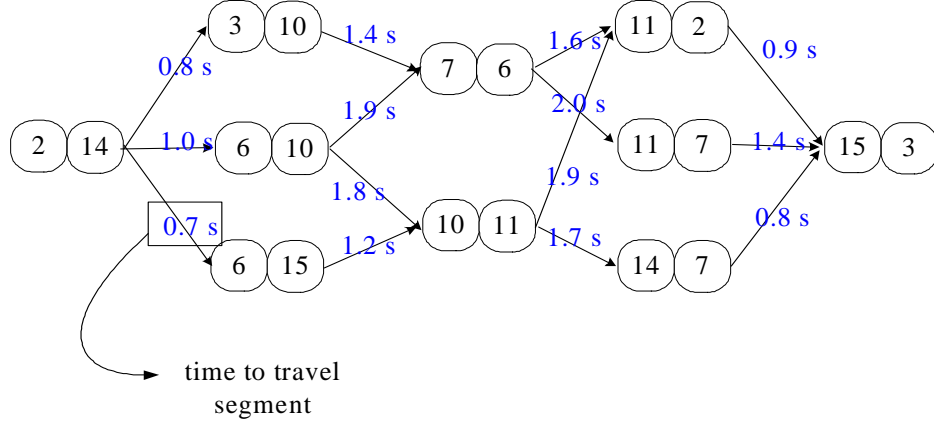 3 10
1.4 s
1.6 s
11 2
0.9 s
0.8 s
7 6
1.9 s
2.0 s
2 14
1.0 s
6 10
11 7
1.4 s
15 3
1.8 s
1.9 s
0.7 s
10 11
1.7 s
0.8 s
1.2 s
6 15
14 7
time to travel
segment